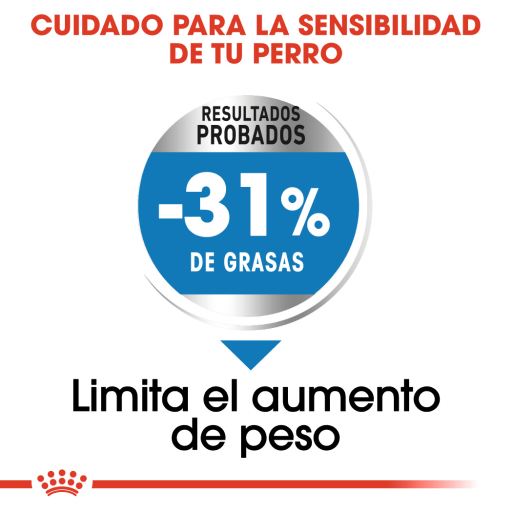 CUIDADO PARA LA SENSIBILIDAD
DE TU PERRO
RESULTADOS
PROBADOS
-31%
DE GRASAS
Limita el aumento
de peso